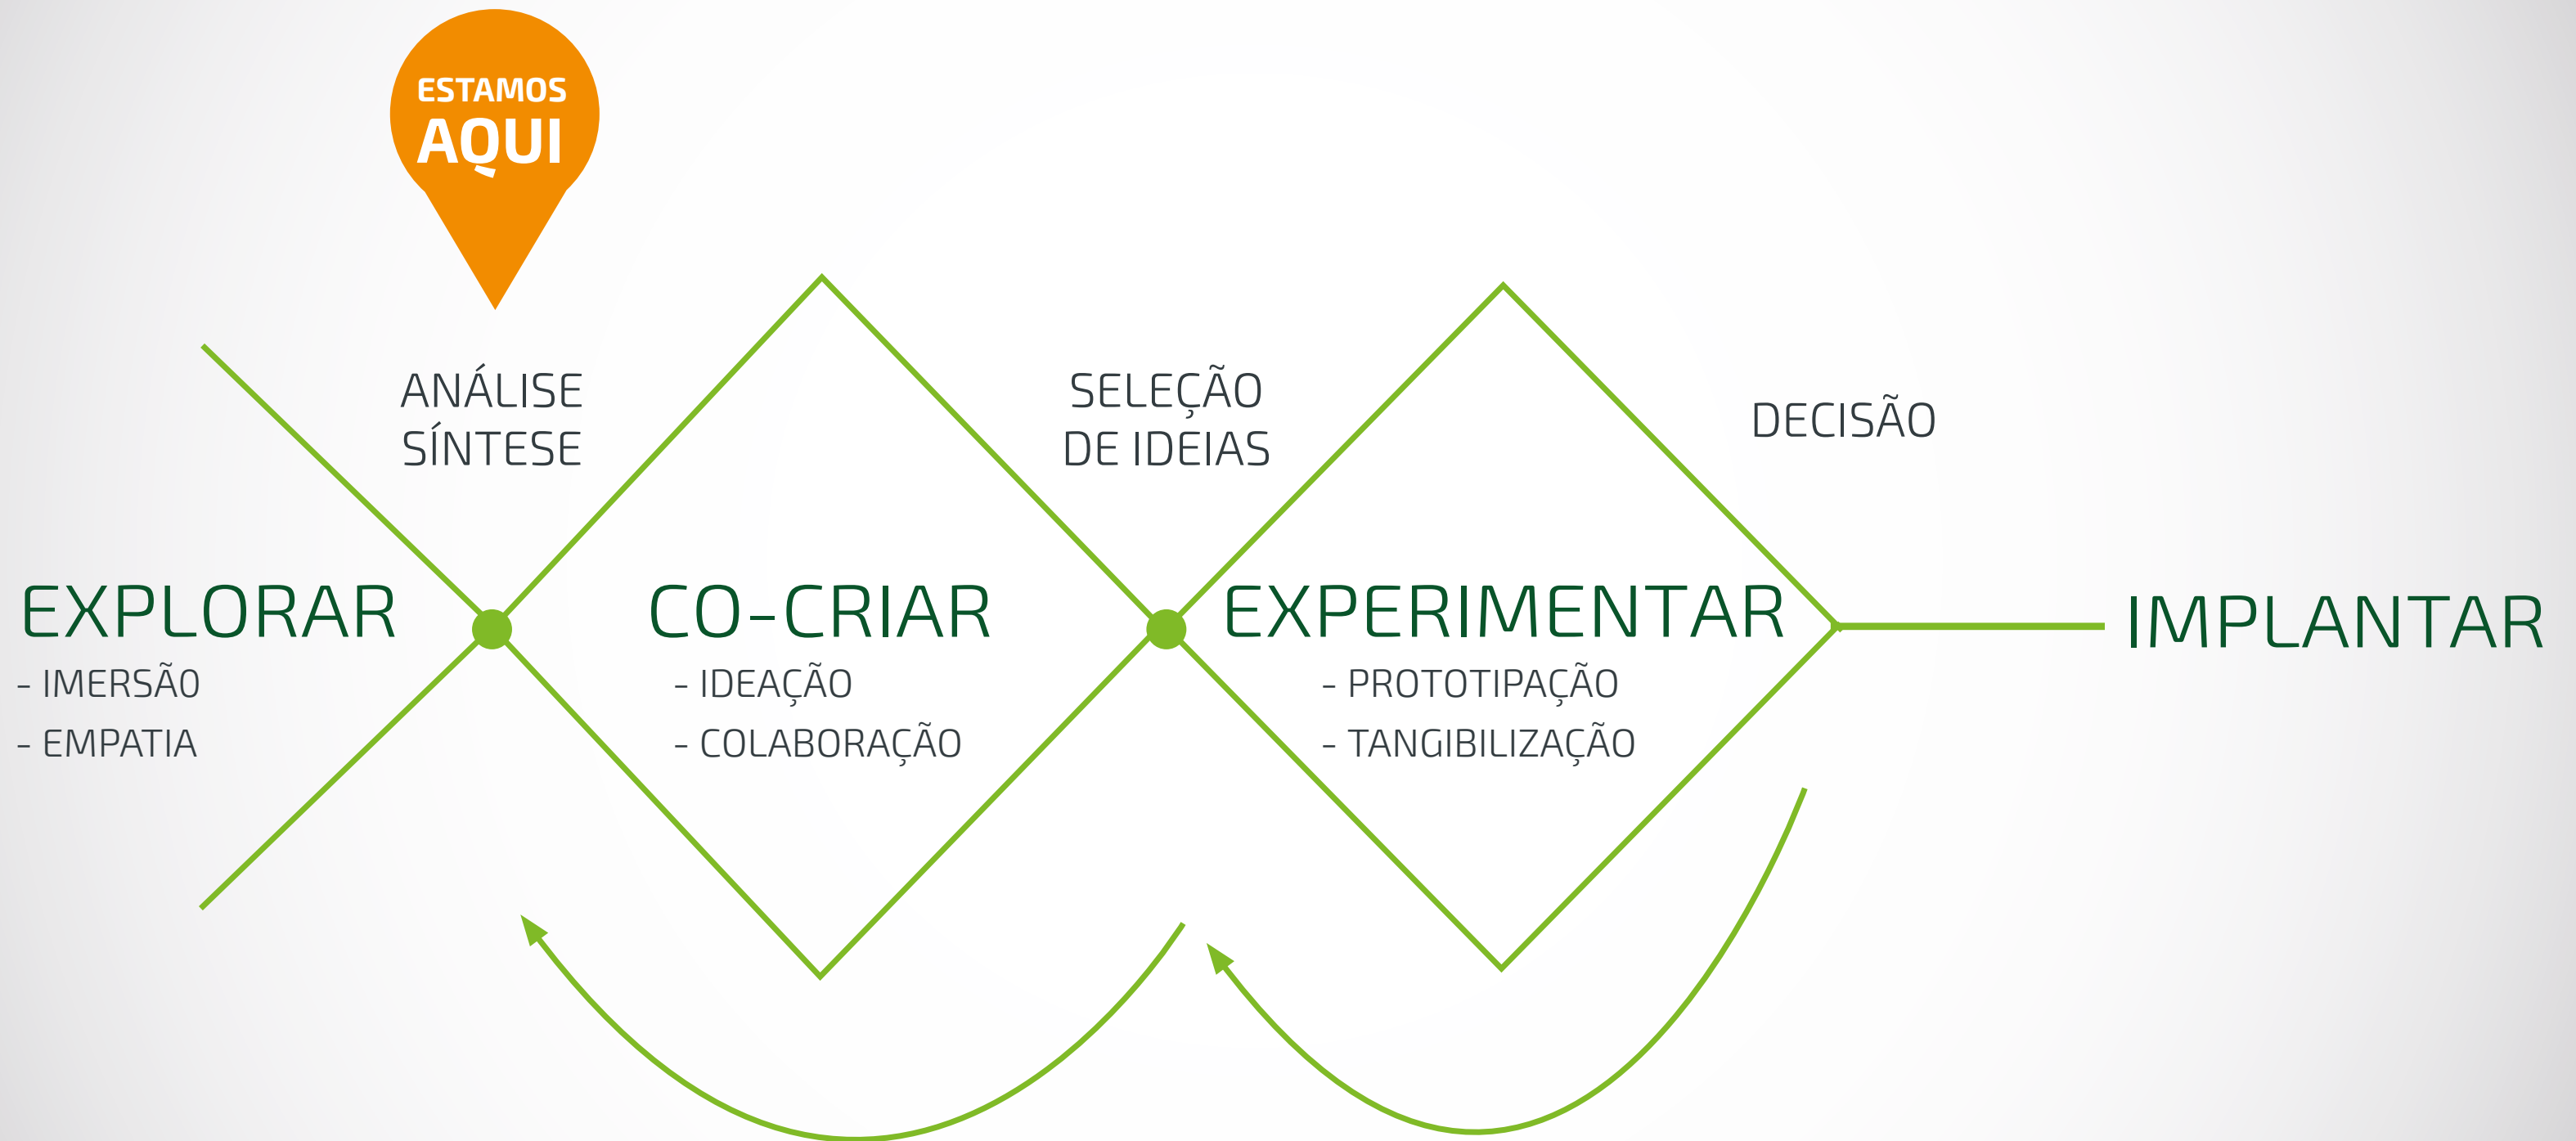 ESTAMOS
AQUI
ANÁLISE
SÍNTESE
SELEÇÃO
DE IDEIAS
DECISÃO
EXPLORAR
- IMERSÃO
- EMPATIA
CO-CRIAR
- IDEAÇÃO
- COLABORAÇÃO
EXPERIMENTAR
- PROTOTIPAÇÃO
- TANGIBILIZAÇÃO
IMPLANTAR